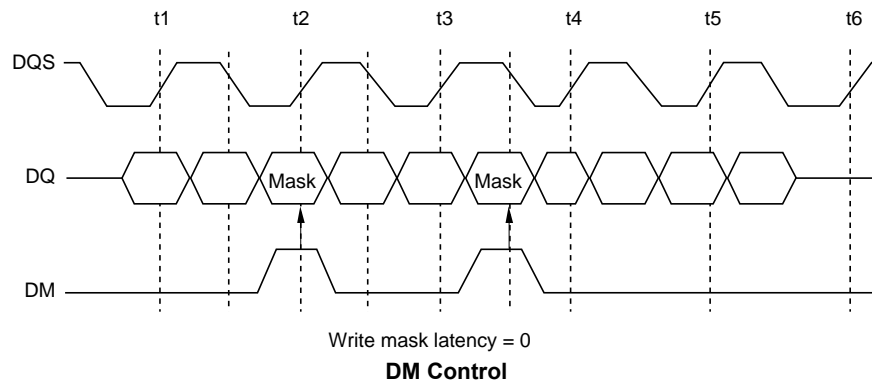 t1 t2 t3 t4 t5 t6
DQS
DQ Mask Mask
DM
Write mask latency = 0
DM Control